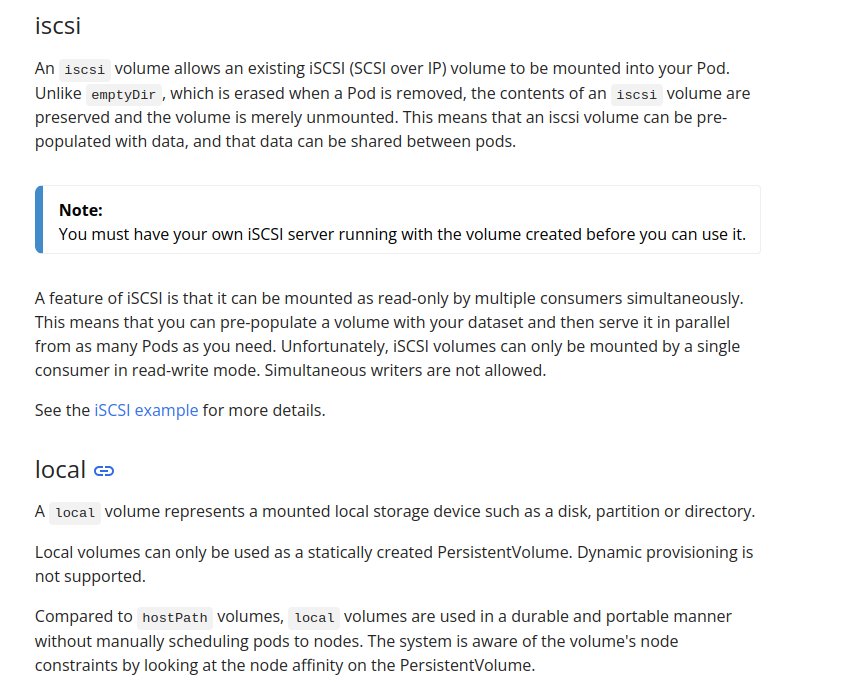 iscsi
An iscsi volume allows an existing iSCSI (SCSI over IP) volume to be mounted into your Pod.
Unlike emptyDir, which is erased when a Pod is removed, the contents of an iscsi volume are
preserved and the volume is merely unmounted. This means that an iscsi volume can be pre-
populated with data, and that data can be shared between pods.
Note:
You must have your own iSCSI server running with the volume created before you can use it.
A feature of iSCSI is that it can be mounted as read-only by multiple consumers simultaneously.
This means that you can pre-populate a volume with your dataset and then serve it in parallel
from as many Pods as you need. Unfortunately, iSCSI volumes can only be mounted by a single
consumer in read-write mode. Simultaneous writers are not allowed.
See the iSCSI example for more details.
local
A local volume represents a mounted local storage device such as a disk, partition or directory.
Local volumes can only be used as a statically created PersistentVolume. Dynamic provisioning is
not supported.
Compared to hostPath volumes, local volumes are used in a durable and portable manner
without manually scheduling pods to nodes. The system is aware of the volume's node
constraints by looking at the node affinity on the PersistentVolume.